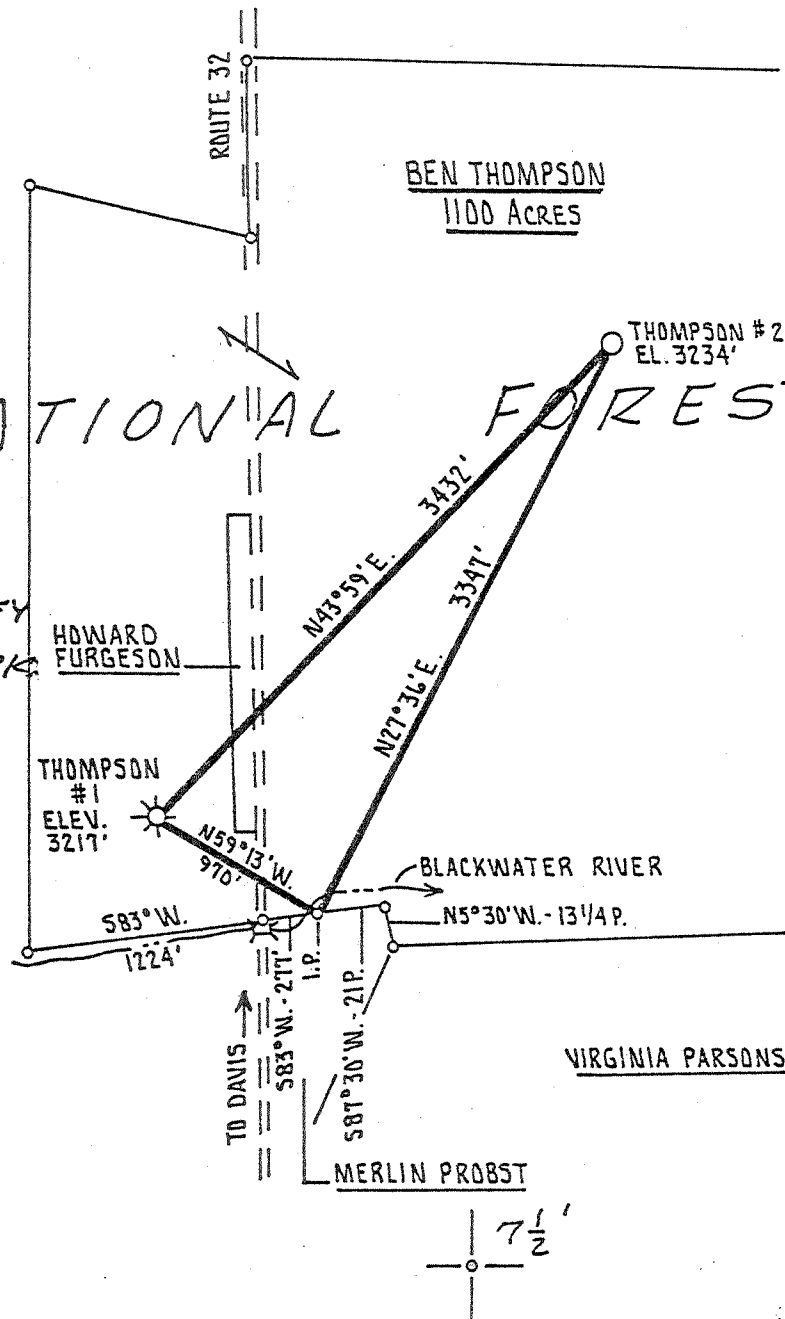 ROUTE 32
BEN THOMPSON
1100 ACRES
THOMPSON #2
EL. 3234'
ATIONAL FOREST
3432'
N43°59'E.
3347'
N27°36'E.
HOWARD
FURGESON
THOMPSON
#1
ELEV.
3217'
N59°13'W.
970'
BLACKWATER RIVER
S83°W.
1224'
N5°30'W.-13 1/4 P.
S83°W.-277'
I.P.
S87°30'W.-21P.
TO DAVIS
VIRGINIA PARSONS
MERLIN PROBST
7 1/2'